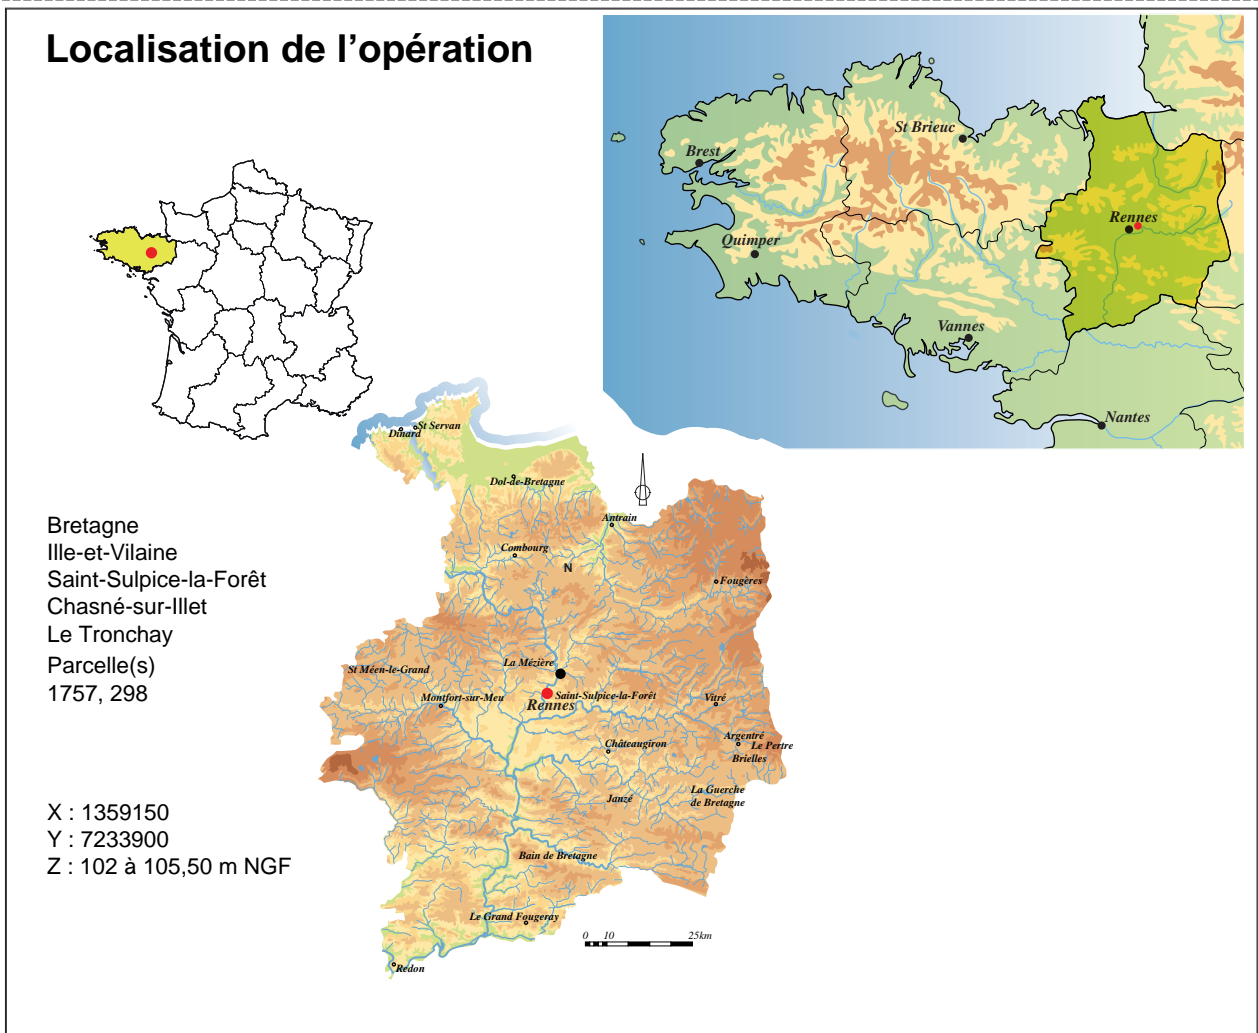 Localisation de l’opération
St Brieuc
Brest
Rennes
Quimper
Vannes
Nantes
St Servan
Dinard
Dol-de-Bretagne
Antrain
Combourg
N
Fougères
Bretagne
Ille-et-Vilaine
Saint-Sulpice-la-Forêt
Chasné-sur-Illet
Le Tronchay
Parcelle(s)
1757, 298
La Mézière
St Méen-le-Grand
Montfort-sur-Meu
Saint-Sulpice-la-Forêt
Rennes
Vitré
Argentré
Le Pertre
Brielles
Châteaugiron
Janzé
La Guerche
de Bretagne
X : 1359150
Y : 7233900
Z : 102 à 105,50 m NGF
Bain de Bretagne
Le Grand Fougeray
0 10 25km
Redon